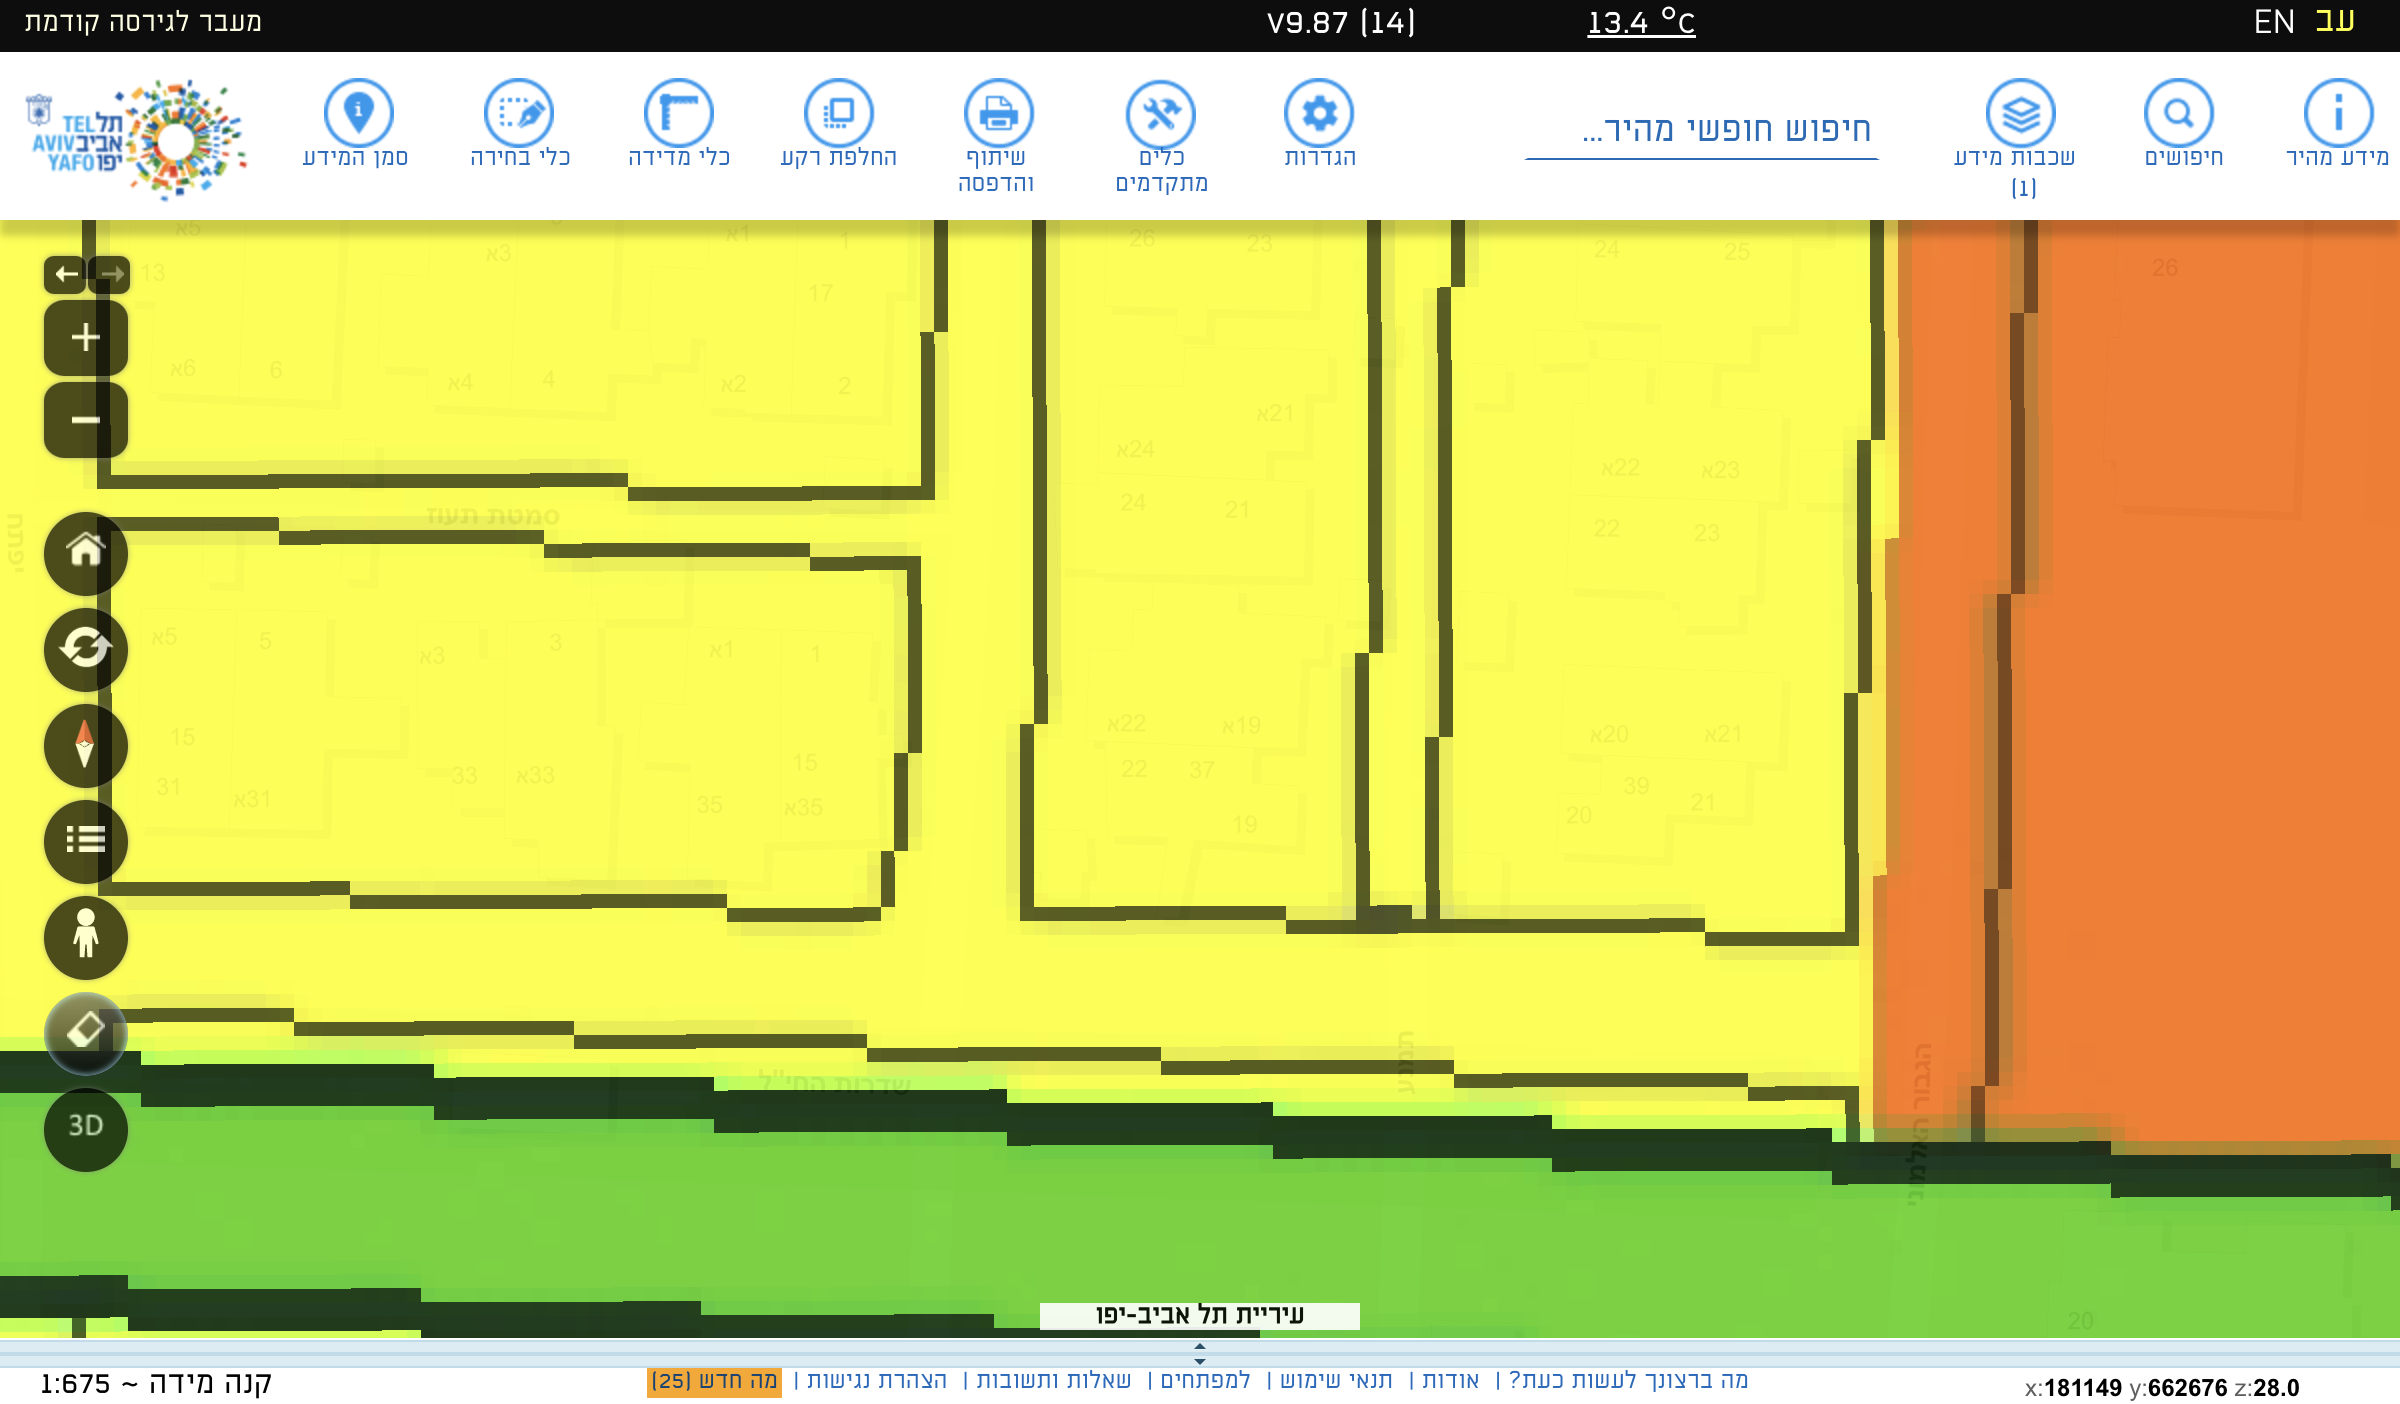 עב EN
13.4 °C
V9.87 (14)
מעבר לגירסה קודמת
מידע מהיר
חיפושים
שכבות מידע
(1)
חיפוש חופשי מהיר...
הגדרות
כלים
מתקדמים
שיתוף
והדפסה
החלפת רקע
כלי מדידה
כלי בחירה
סמן המידע
TEL תל
AVIV אביב
YAFO יפו
5א 3א 1א 1 26 23 24 25 26
13 17
6א 6 4א 4 2א 2 21א
24א 22א 23א
24 21 22 23
סמטת תעוז
5א 5 3א 3 1א 1
22א 19א 20א 21א
15 15 22 37 39
31 31א 33 33א 35 35א 19 20 21
שדרות החי"ל
תמנע
הגבור האלמוני
3D
20
עיריית תל אביב-יפו
קנה מידה ~ 1:675
מה ברצונך לעשות כעת? | אודות | תנאי שימוש | למפתחים | שאלות ותשובות | הצהרת נגישות | מה חדש (25)
x:181149 y:662676 z:28.0